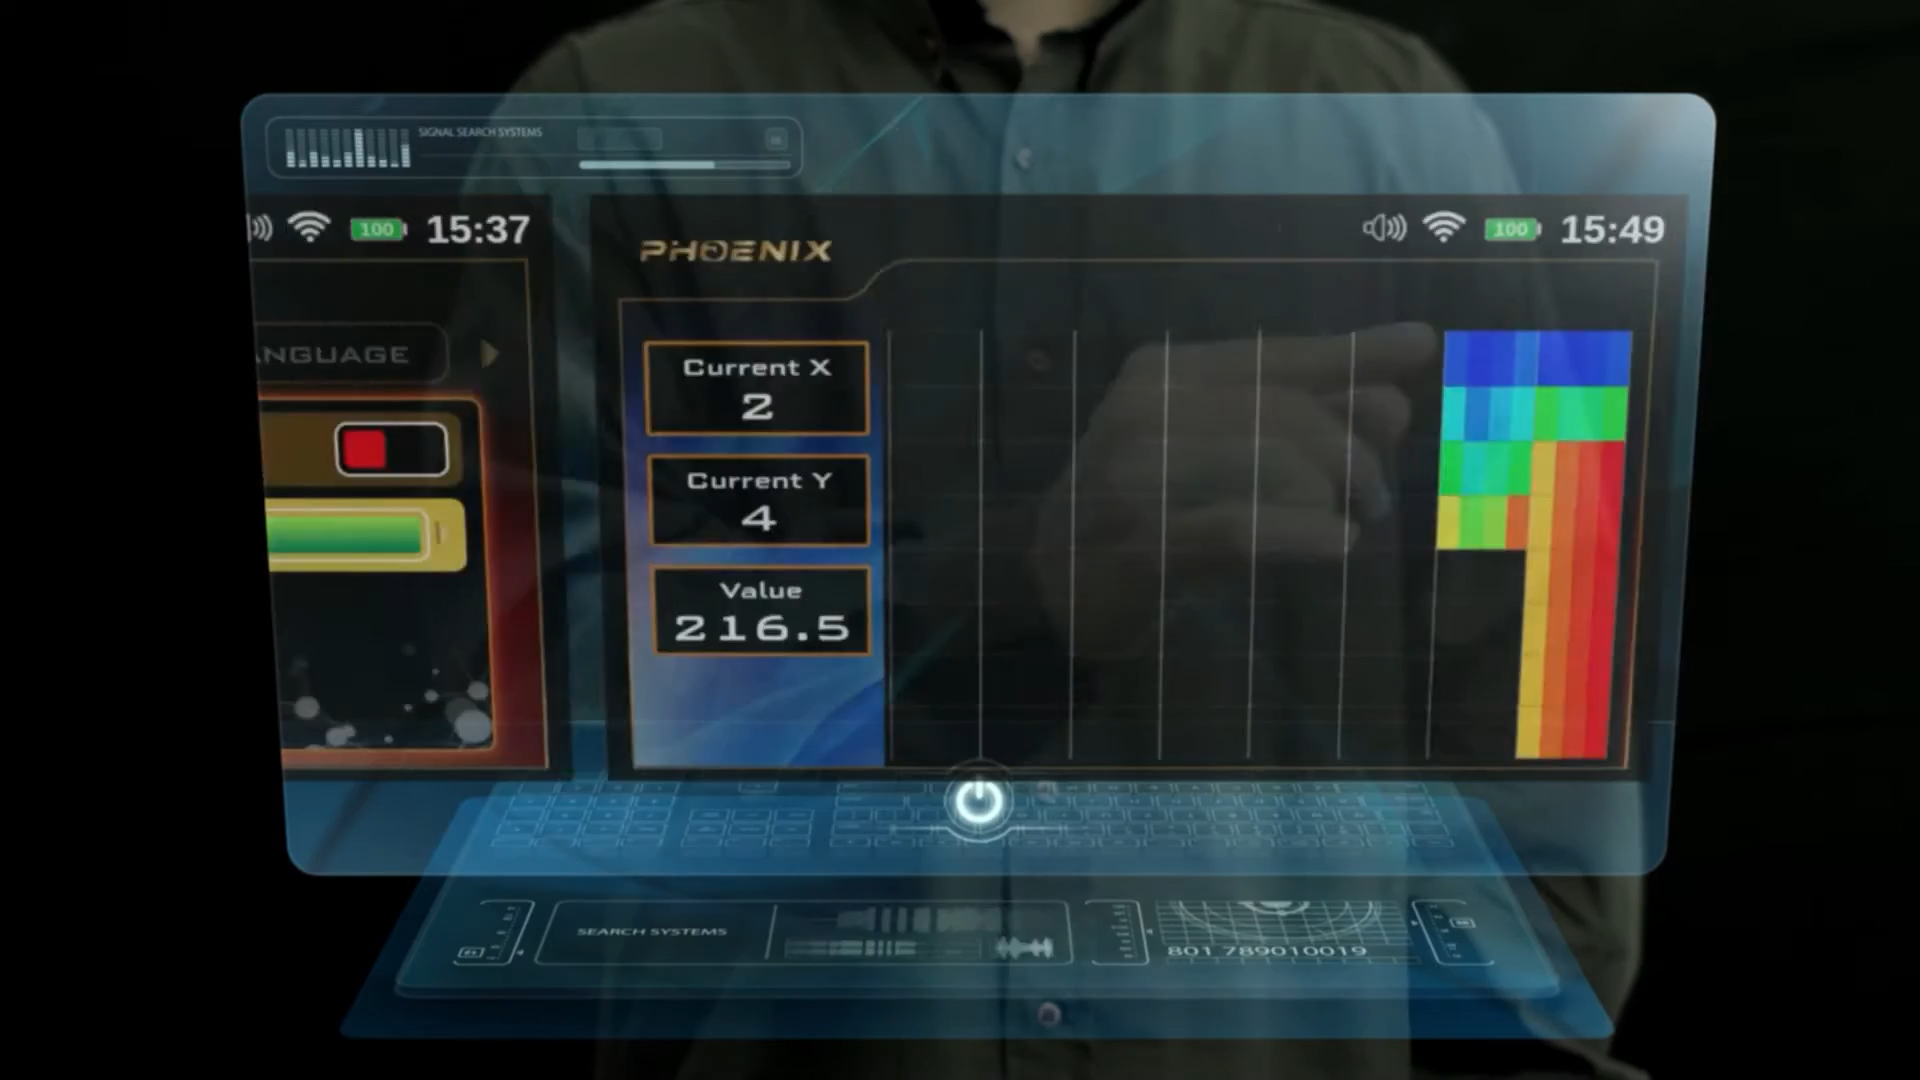 SIGNAL SEARCH SYSTEMS
100 15:37
ANGUAGE
PHOENIX
100 15:49
Current X
2
Current Y
4
Value
216.5
SEARCH SYSTEMS
801 789010019